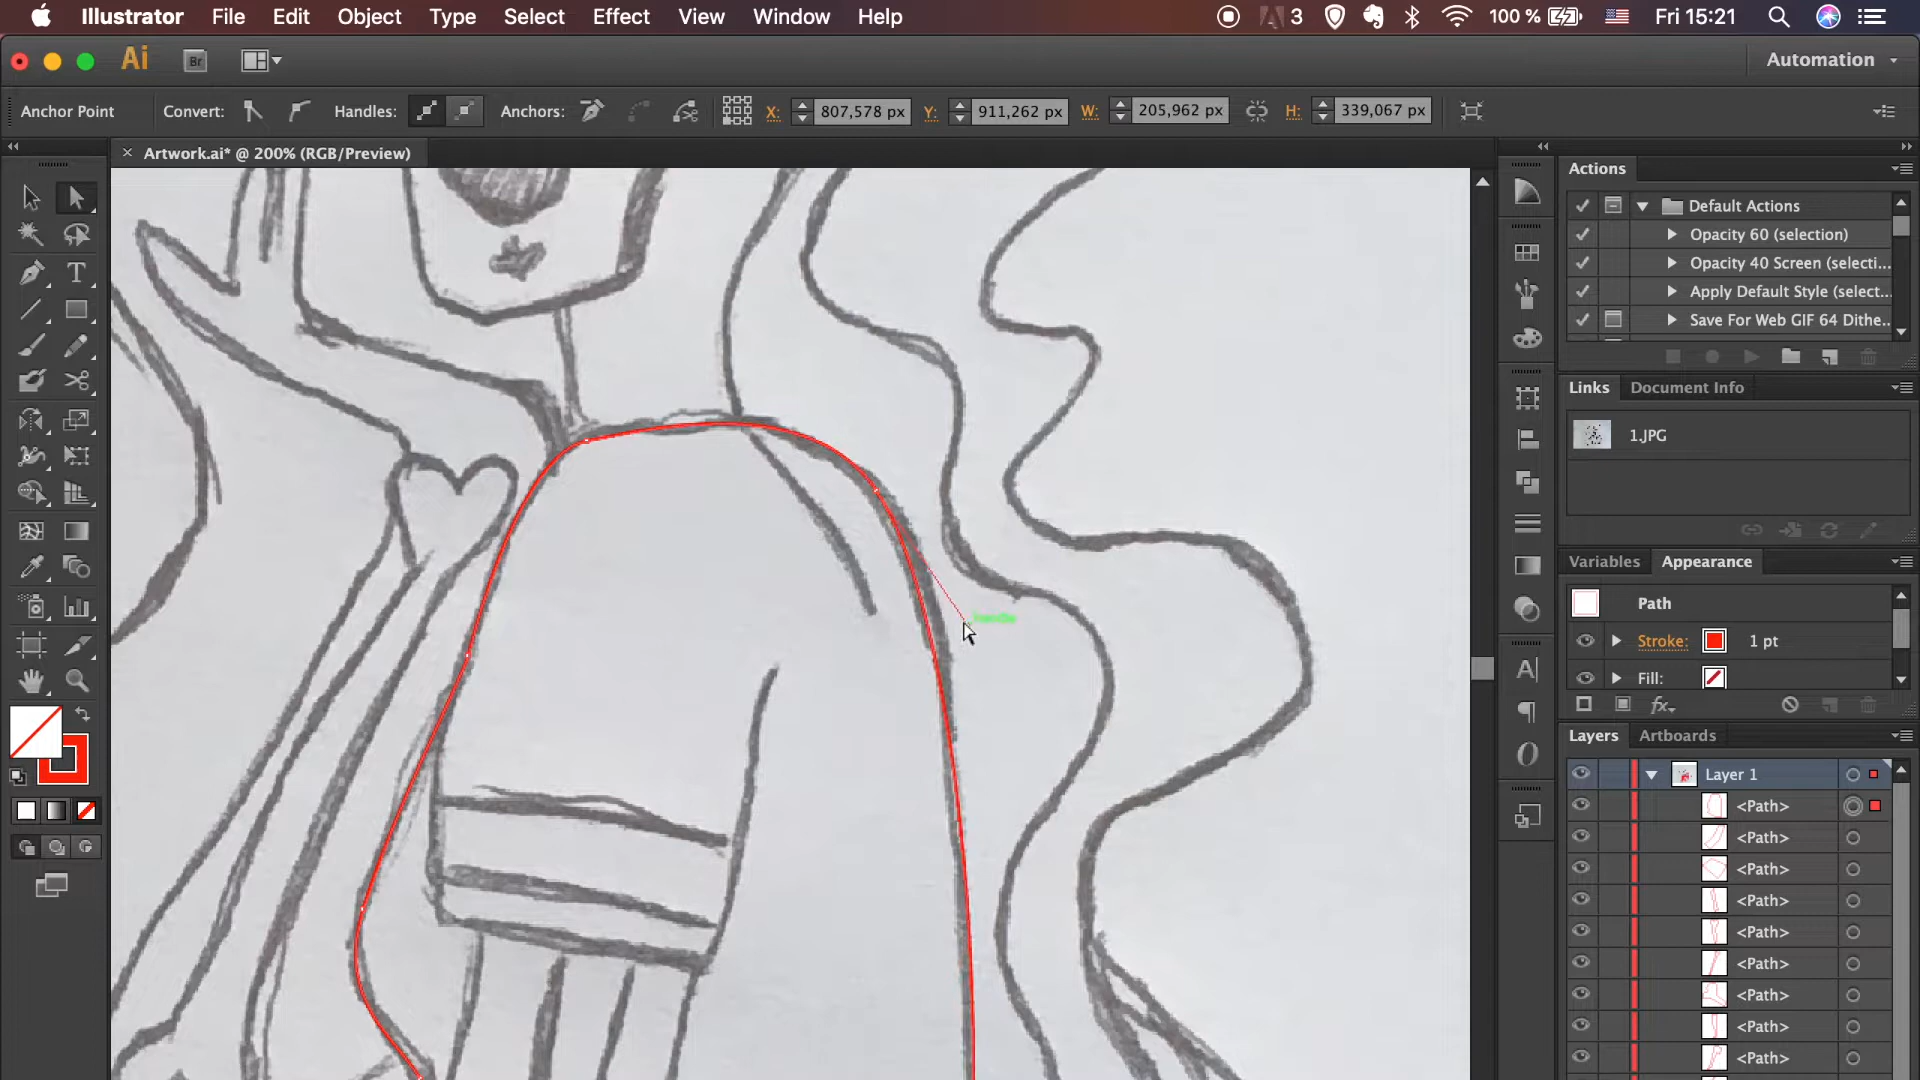 Illustrator File Edit Object Type Select Effect View Window Help 3 100 % Fri 15:21
Ai Br Automation
Anchor Point Convert: Handles: Anchors: X: 807,578 px Y: 911,262 px W: 205,962 px H: 339,067 px
× Artwork.ai* @ 200% (RGB/Preview)
Actions
Default Actions
Opacity 60 (selection)
Opacity 40 Screen (selecti...
Apply Default Style (select...
Save For Web GIF 64 Dithe..
Links Document Info
1.JPG
Variables Appearance
Path
Stroke: 1 pt
Fill:
fx
handle
Layers Artboards
Layer 1
<Path>
<Path>
<Path>
<Path>
<Path>
<Path>
<Path>
<Path>
<Path>